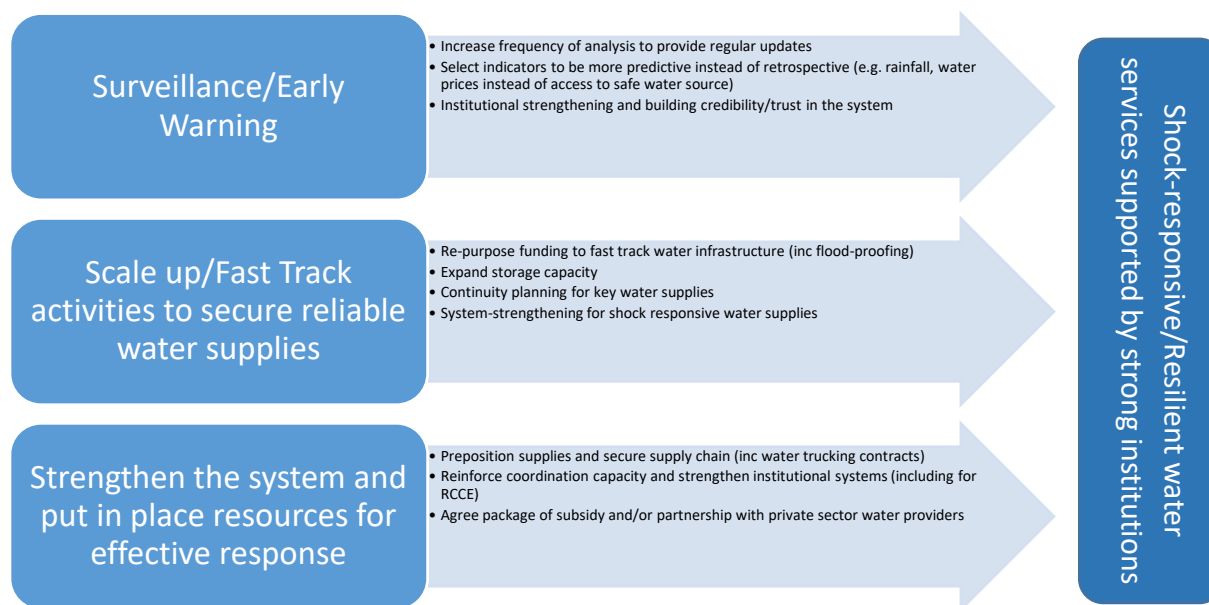 Surveillance/Early
Warning
• Increase frequency of analysis to provide regular updates
• Select indicators to be more predictive instead of retrospective (e.g. rainfall, water
prices instead of access to safe water source)
• Institutional strengthening and building credibility/trust in the system
Scale up/Fast Track
activities to secure reliable
water supplies
• Re-purpose funding to fast track water infrastructure (inc flood-proofing)
• Expand storage capacity
• Continuity planning for key water supplies
• System-strengthening for shock responsive water supplies
Strengthen the system and
put in place resources for
effective response
• Preposition supplies and secure supply chain (inc water trucking contracts)
• Reinforce coordination capacity and strengthen institutional systems (including for
RCCE)
• Agree package of subsidy and/or partnership with private sector water providers
Shock-responsive/Resilient water
services supported by strong institutions